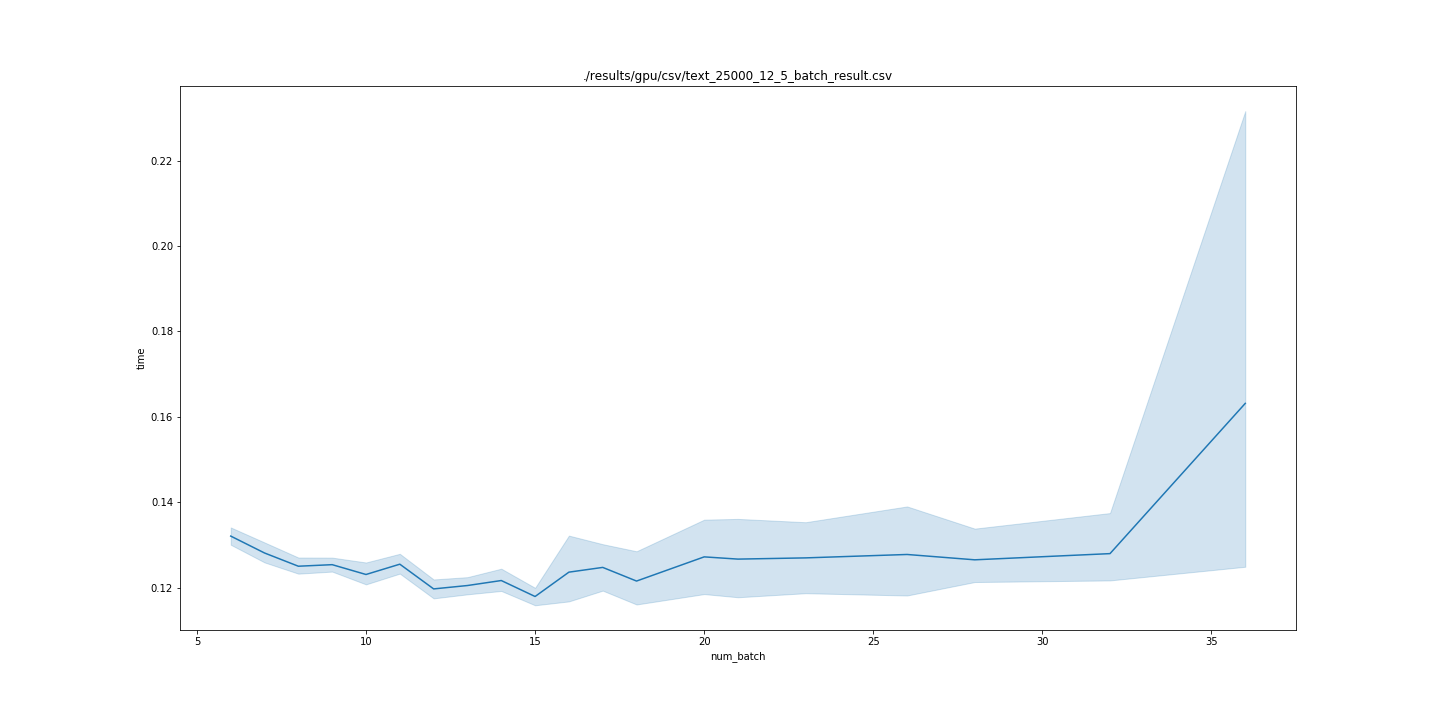 ./results/gpu/csv/text_25000_12_5_batch_result.csv
0.22
0.20
0.18
time
0.16
0.14
0.12
5 10 15 20 25 30 35
num_batch